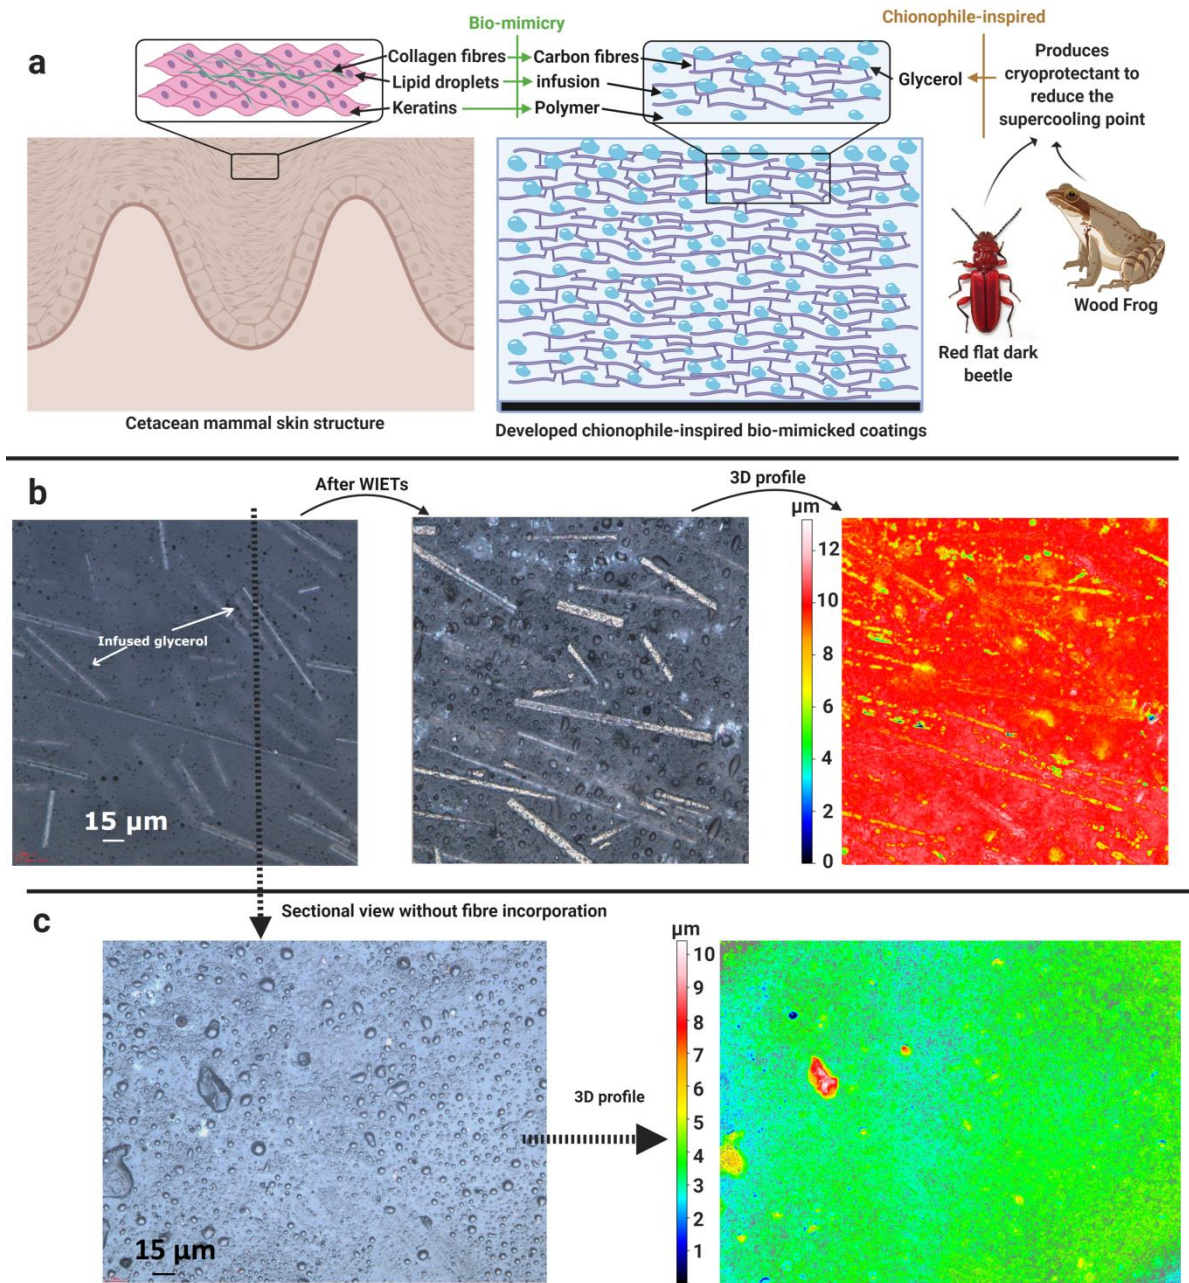 a
Bio-mimicry
Chionophile-inspired
Collagen fibres
Carbon fibres
Lipid droplets
infusion
Keratins
Polymer
Glycerol
Produces
cryoprotectant to
reduce the
supercooling point
Wood Frog
Red flat dark
beetle
Cetacean mammal skin structure
Developed chionophile-inspired bio-mimicked coatings
b
After WIETs
3D profile
Infused glycerol
15 μm
μm
12
10
8
6
4
2
0
c
Sectional view without fibre incorporation
15 μm
3D profile
μm
10
9
8
7
6
5
4
3
2
1